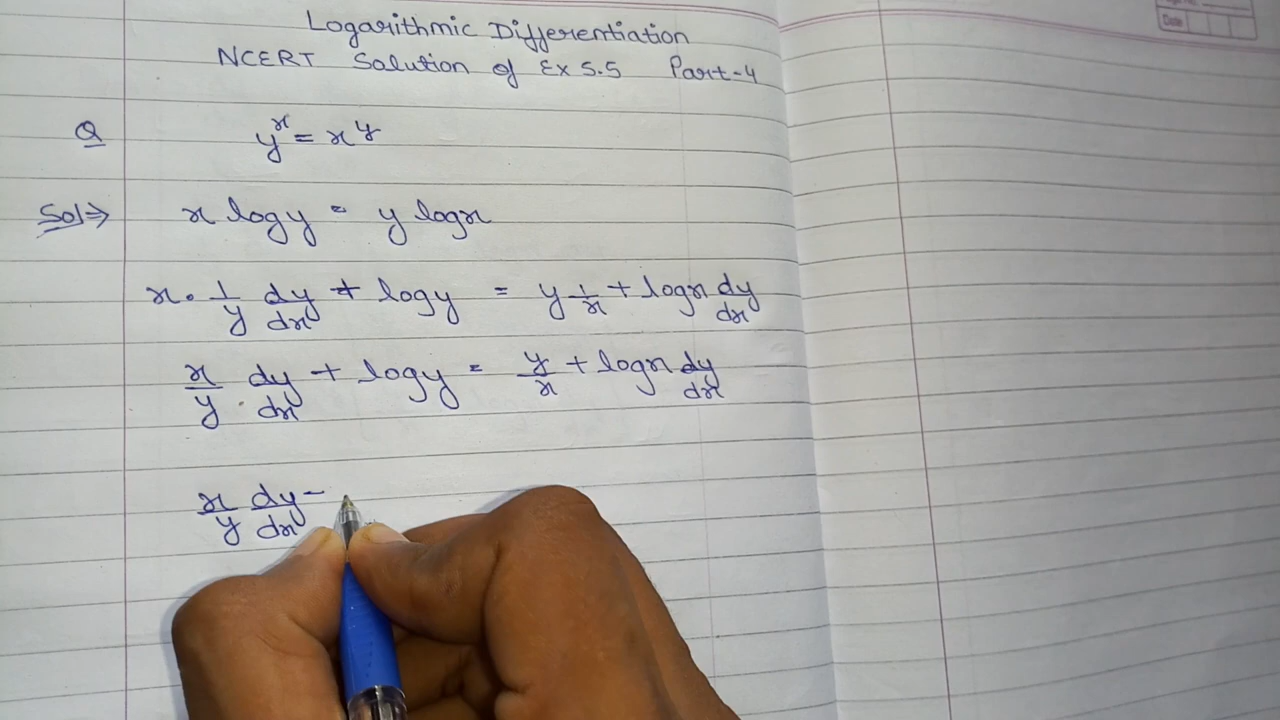 Logarithmic Differentiation
NCERT Solution of Ex 5.5 Part-4
Q y^x = x^y
Sol⇒ x log y = y log x
x · 1/y dy/dx + log y = y 1/x + log x dy/dx
x/y · dy/dx + log y = y/x + log x dy/dx
x/y dy/dx −
Date